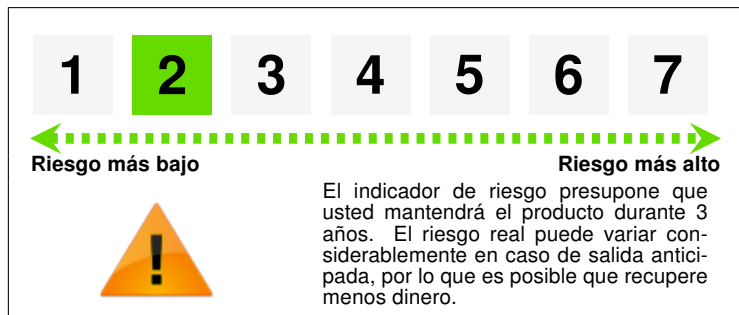 1 2 3 4 5 6 7
Riesgo más bajo Riesgo más alto
El indicador de riesgo presupone que
usted mantendrá el producto durante 3
años. El riesgo real puede variar con-
siderablemente en caso de salida antici-
pada, por lo que es posible que recupere
menos dinero.